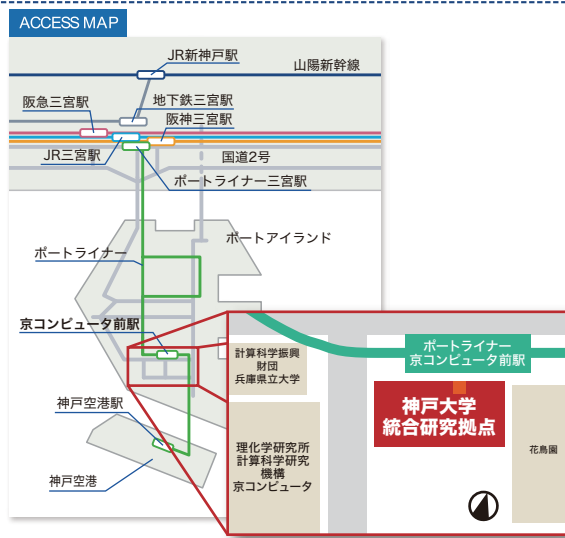 ACCESS MAP
JR新神戸駅
山陽新幹線
阪急三宮駅
地下鉄三宮駅
阪神三宮駅
JR三宮駅
国道2号
ポートライナー三宮駅
ポートアイランド
ポートライナー
京コンピュータ前駅
神戸空港駅
神戸空港
ポートライナー
京コンピュータ前駅
計算科学振興
財団
兵庫県立大学
神戸大学
統合研究拠点
理化学研究所
計算科学研究
機構
京コンピュータ
花鳥園